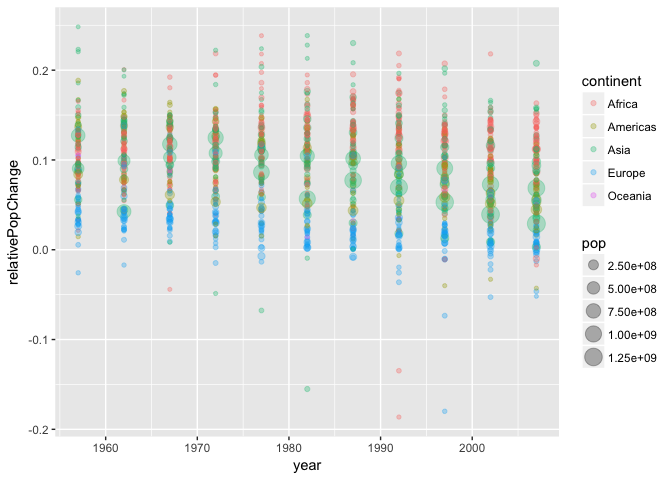 0.2
0.1
0.0
-0.1
-0.2
relativePopChange
1960
1970
1980
1990
2000
year
continent
Africa
Americas
Asia
Europe
Oceania
pop
2.50e+08
5.00e+08
7.50e+08
1.00e+09
1.25e+09